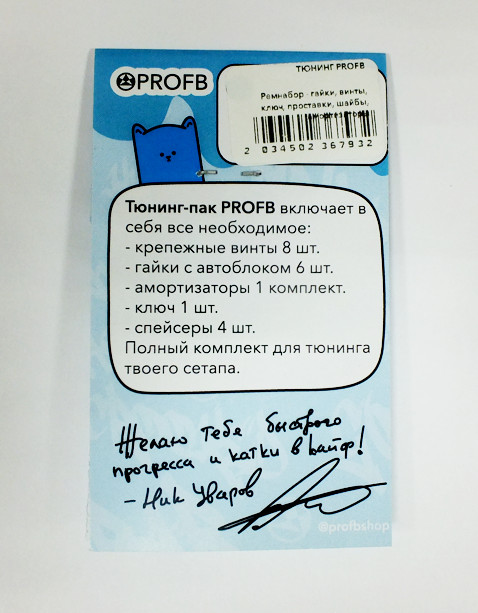 PROFB
ТЮНИНГ PROFB
Ремнабор гайки, винты,
ключ, проставки, шайбы,
амортизаторы
2 034502 367932
Тюнинг-пак PROFB включает в
себя все необходимое:
- крепежные винты 8 шт.
- гайки с автоблоком 6 шт.
- амортизаторы 1 комплект.
- ключ 1 шт.
- спейсеры 4 шт.
Полный комплект для тюнинга
твоего сетапа.
Желаю тебе быстрого
прогресса и катки в кайф!
- Ник Уваров
@profbshop